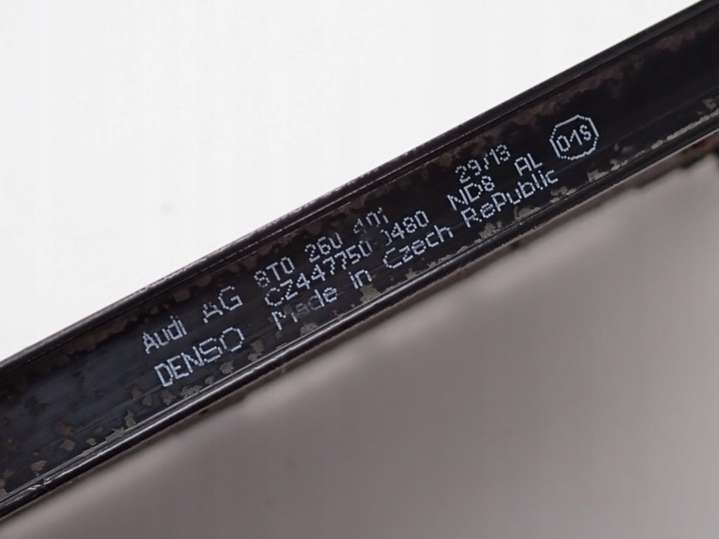 29/13
Audi AG 8T0 260 401 ND8 AL D1S
DENSO CZ447750-0480
Made in Czech RePublic